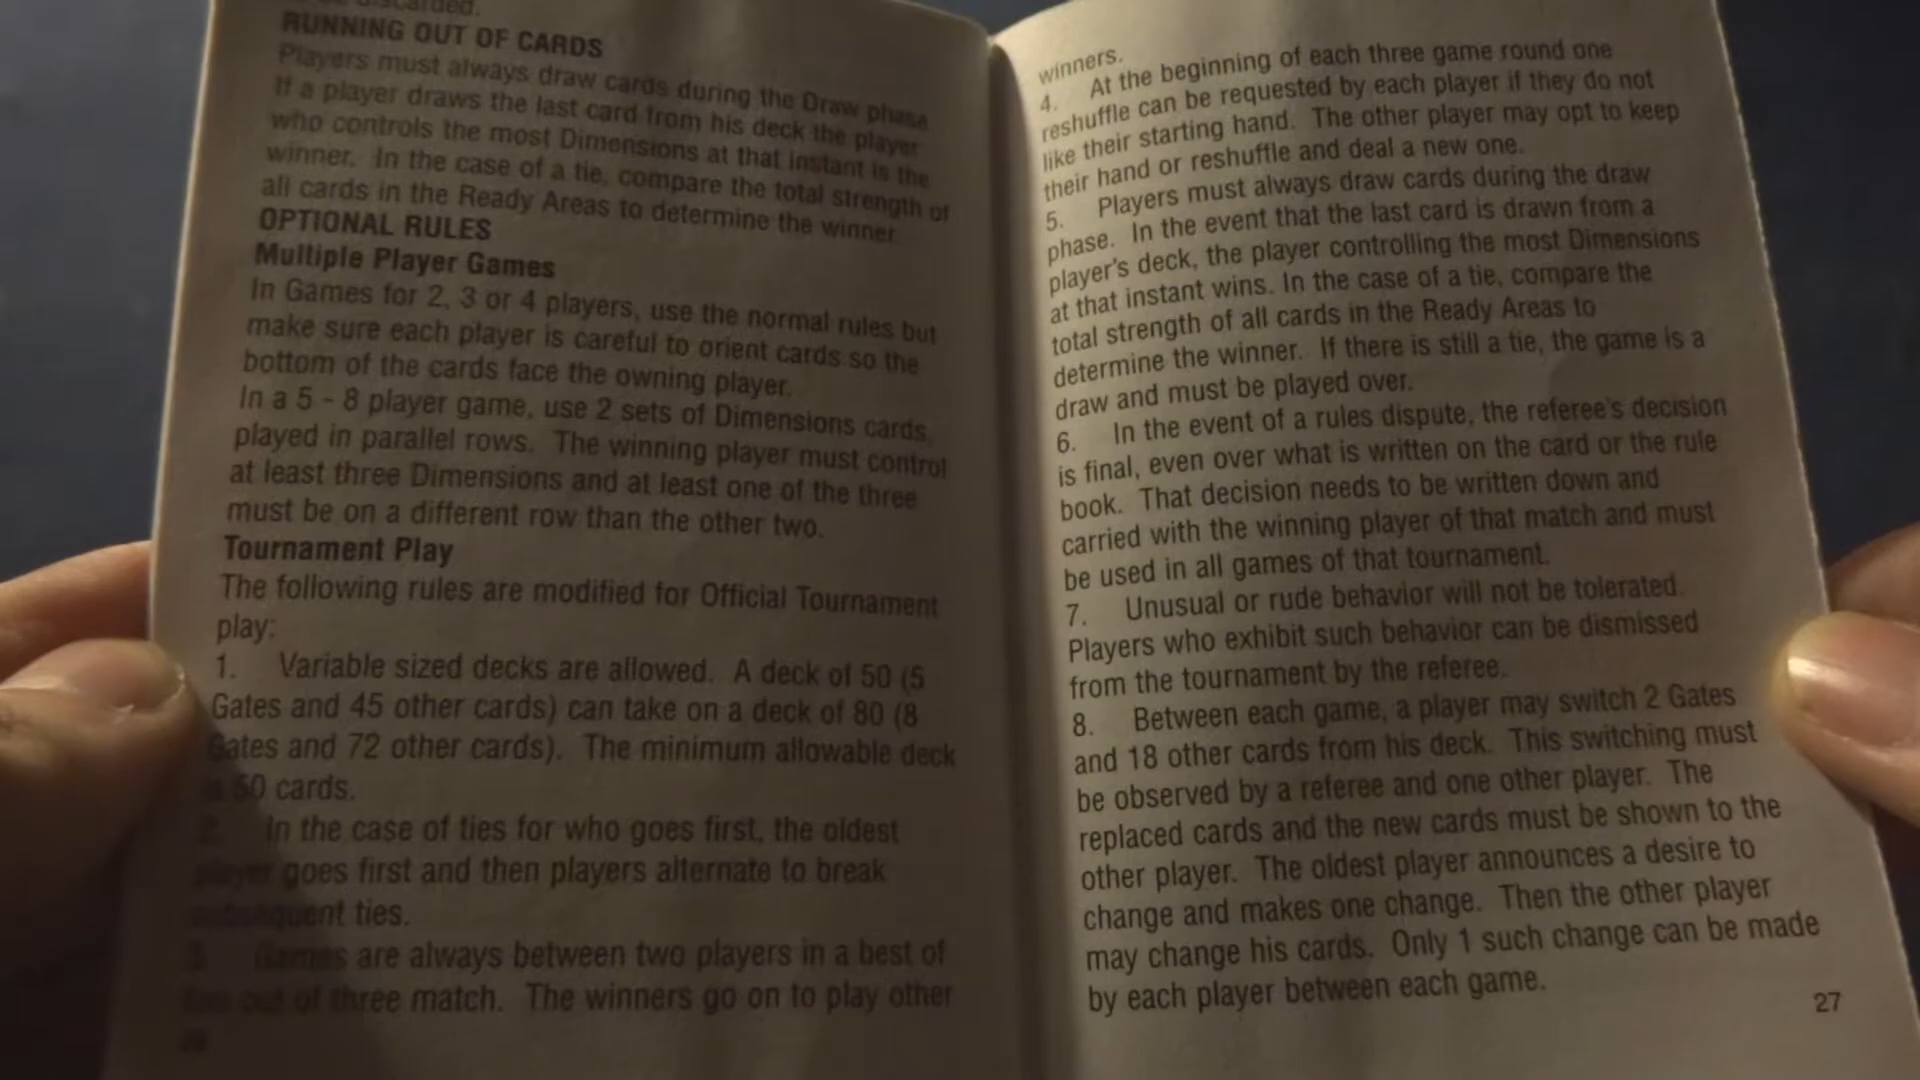 discarded.
RUNNING OUT OF CARDS
Players must always draw cards during the Draw phase.
If a player draws the last card from his deck the player
who controls the most Dimensions at that instant is the
winner. In the case of a tie, compare the total strength of
all cards in the Ready Areas to determine the winner.
OPTIONAL RULES
Multiple Player Games
In Games for 2, 3 or 4 players, use the normal rules but
make sure each player is careful to orient cards so the
bottom of the cards face the owning player.
In a 5 - 8 player game, use 2 sets of Dimensions cards,
played in parallel rows. The winning player must control
at least three Dimensions and at least one of the three
must be on a different row than the other two.
Tournament Play
The following rules are modified for Official Tournament
play:
1. Variable sized decks are allowed. A deck of 50 (5
Gates and 45 other cards) can take on a deck of 80 (8
Gates and 72 other cards). The minimum allowable deck
is 50 cards.
2. In the case of ties for who goes first, the oldest
player goes first and then players alternate to break
subsequent ties.
3. Games are always between two players in a best of
two out of three match. The winners go on to play other
winners.
4. At the beginning of each three game round one
reshuffle can be requested by each player if they do not
like their starting hand. The other player may opt to keep
their hand or reshuffle and deal a new one.
5. Players must always draw cards during the draw
phase. In the event that the last card is drawn from a
player's deck, the player controlling the most Dimensions
at that instant wins. In the case of a tie, compare the
total strength of all cards in the Ready Areas to
determine the winner. If there is still a tie, the game is a
draw and must be played over.
6. In the event of a rules dispute, the referee's decision
is final, even over what is written on the card or the rule
book. That decision needs to be written down and
carried with the winning player of that match and must
be used in all games of that tournament.
7. Unusual or rude behavior will not be tolerated.
Players who exhibit such behavior can be dismissed
from the tournament by the referee.
8. Between each game, a player may switch 2 Gates
and 18 other cards from his deck. This switching must
be observed by a referee and one other player. The
replaced cards and the new cards must be shown to the
other player. The oldest player announces a desire to
change and makes one change. Then the other player
may change his cards. Only 1 such change can be made
by each player between each game.
27